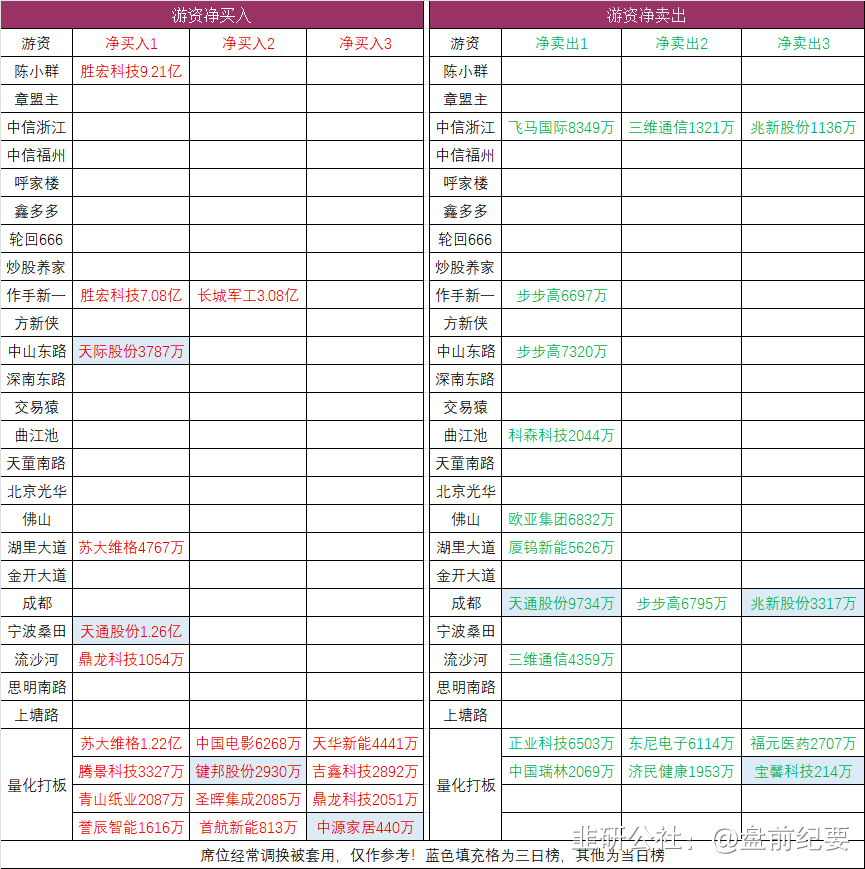 游资净买入 游资净卖出
游资 净买入1 净买入2 净买入3 游资 净卖出1 净卖出2 净卖出3
陈小群 胜宏科技9.21亿 陈小群
章盟主 章盟主
中信浙江 中信浙江 飞马国际8349万 三维通信1321万 兆新股份1136万
中信福州 中信福州
呼家楼 呼家楼
鑫多多 鑫多多
轮回666 轮回666
炒股养家 炒股养家
作手新一 胜宏科技7.08亿 长城军工3.08亿 作手新一 步步高6697万
方新侠 方新侠
中山东路 天际股份3787万 中山东路 步步高7320万
深南东路 深南东路
交易猿 交易猿
曲江池 曲江池 科森科技2044万
天童南路 天童南路
北京光华 北京光华
佛山 佛山 欧亚集团6832万
湖里大道 苏大维格4767万 湖里大道 厦钨新能5626万
金开大道 金开大道
成都 成都 天通股份9734万 步步高6795万 兆新股份3317万
宁波桑田 天通股份1.26亿 宁波桑田
流沙河 鼎龙科技1054万 流沙河 三维通信4359万
思明南路 思明南路
上塘路 上塘路
苏大维格1.22亿 中国电影6268万 天华新能4441万 正业科技6503万 东尼电子6114万 福元医药2707万
量化打板 腾景科技3327万 键邦股份2930万 吉鑫科技2892万 量化打板 中国瑞林2069万 济民健康1953万 宝馨科技214万
青山纸业2087万 圣晖集成2085万 鼎龙科技2051万
誉辰智能1616万 首航新能813万 中源家居440万
席位经常调换被套用，仅作参考！蓝色填充格为三日榜，其他为当日榜
韭研公社：@盘前纪要